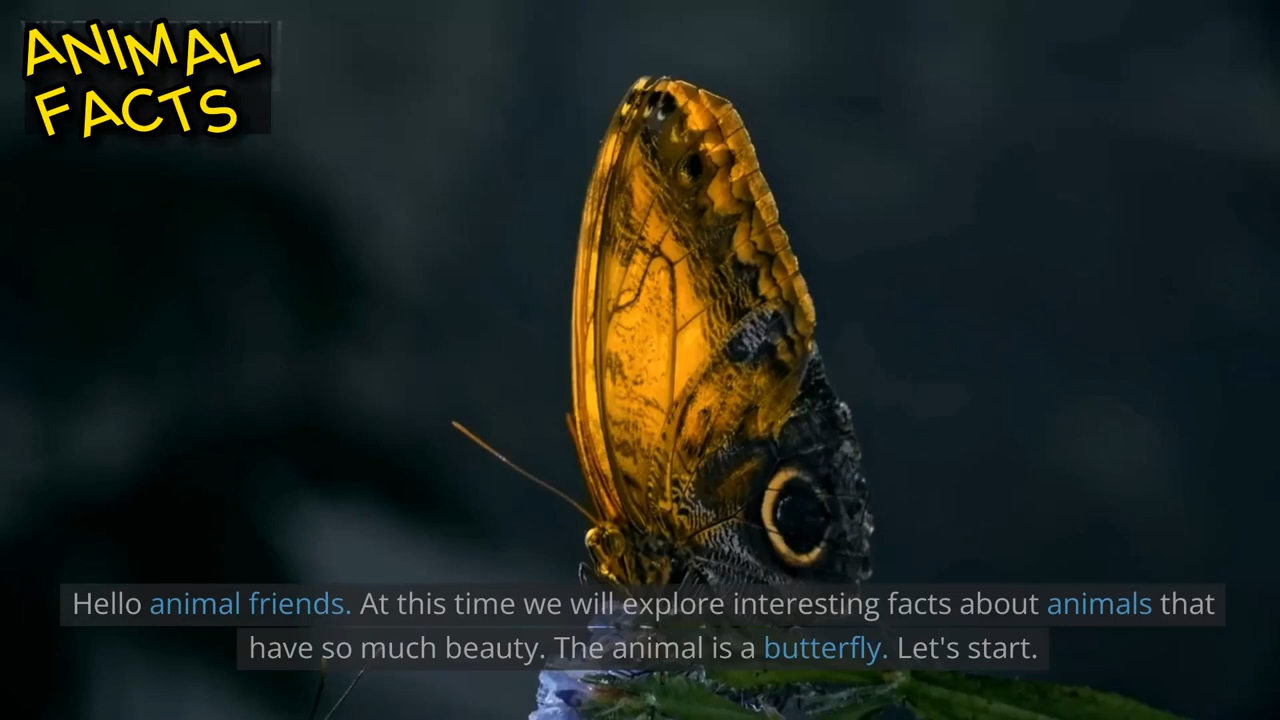 ANIMAL
FACTS
Hello animal friends. At this time we will explore interesting facts about animals that
have so much beauty. The animal is a butterfly. Let's start.